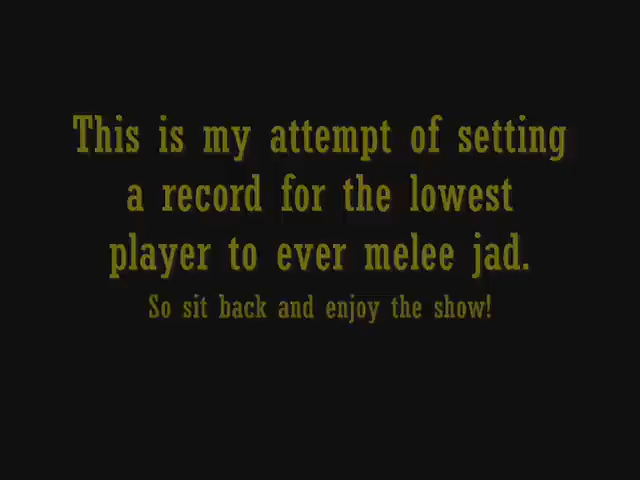 This is my attempt of setting
a record for the lowest
player to ever melee jad.
So sit back and enjoy the show!